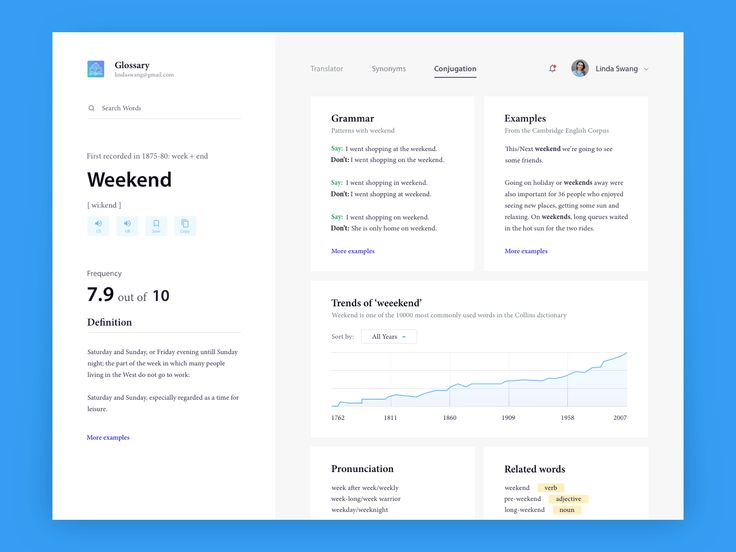 Glossary
lindaswang@gmail.com
Search Words
First recorded in 1875-80: week + end
Weekend
[ wi:kend ]
US
UK
Save
Copy
Frequency
7.9 out of 10
Definition
Saturday and Sunday, or Friday evening untill Sunday
night; the part of the week in which many people
living in the West do not go to work:
Saturday and Sunday, especially regarded as a time for
leisure.
More examples
Translator
Synonyms
Conjugation
Linda Swang
Grammar
Patterns with weekend
Say: I went shopping at the weekend.
Don't: I went shopping on the weekend.
Say: I went shopping in weekend.
Don't: I went shopping at weekend.
Say: I went shopping on weekend.
Don't: She is only home on weekend.
More examples
Examples
From the Cambridge English Corpus
This/Next weekend we're going to see
some friends.
Going on holiday or weekends away were
also important for 36 people who enjoyed
seeing new places, getting some sun and
relaxing. On weekends, long queues waited
in the hot sun for the two rides.
More examples
Trends of 'weeekend'
Weekend is one of the 10000 most commonly used words in the Collins dictionary
Sort by: All Years
1762 1811 1860 1909 1958 2007
Pronunciation
week after week/weekly
week-long/week warrior
weekday/weeknight
Related words
weekend verb
pre-weekend adjective
long-weekend noun